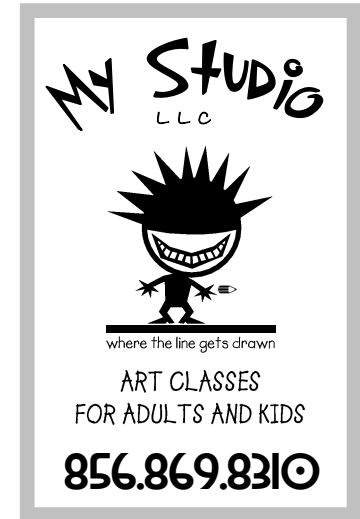 My Studio
LLC
where the line gets drawn
ART CLASSES
FOR ADULTS AND KIDS
856.869.8310